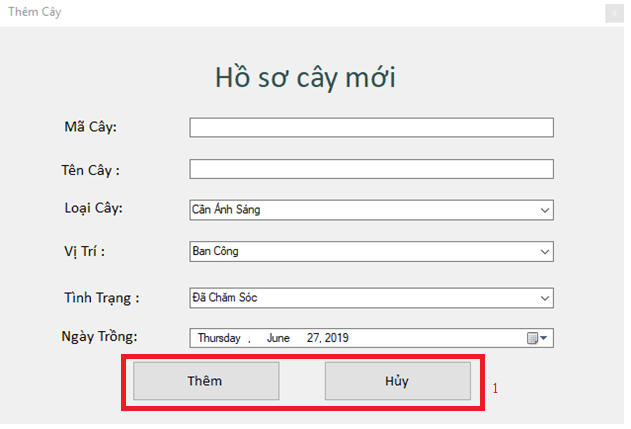 Thêm Cây
Hồ sơ cây mới
Mã Cây:
Tên Cây :
Loại Cây: Cần Ánh Sáng
Vị Trí : Ban Công
Tình Trạng : Đã Chăm Sóc
Ngày Trồng: Thursday , June 27, 2019
Thêm Hủy 1